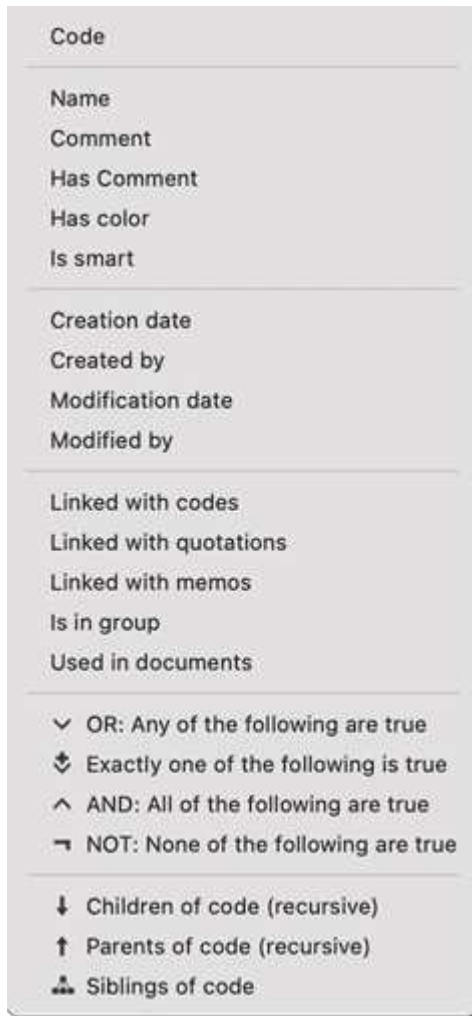 Code
Name
Comment
Has Comment
Has color
Is smart
Creation date
Created by
Modification date
Modified by
Linked with codes
Linked with quotations
Linked with memos
Is in group
Used in documents
OR: Any of the following are true
Exactly one of the following is true
AND: All of the following are true
NOT: None of the following are true
Children of code (recursive)
Parents of code (recursive)
Siblings of code